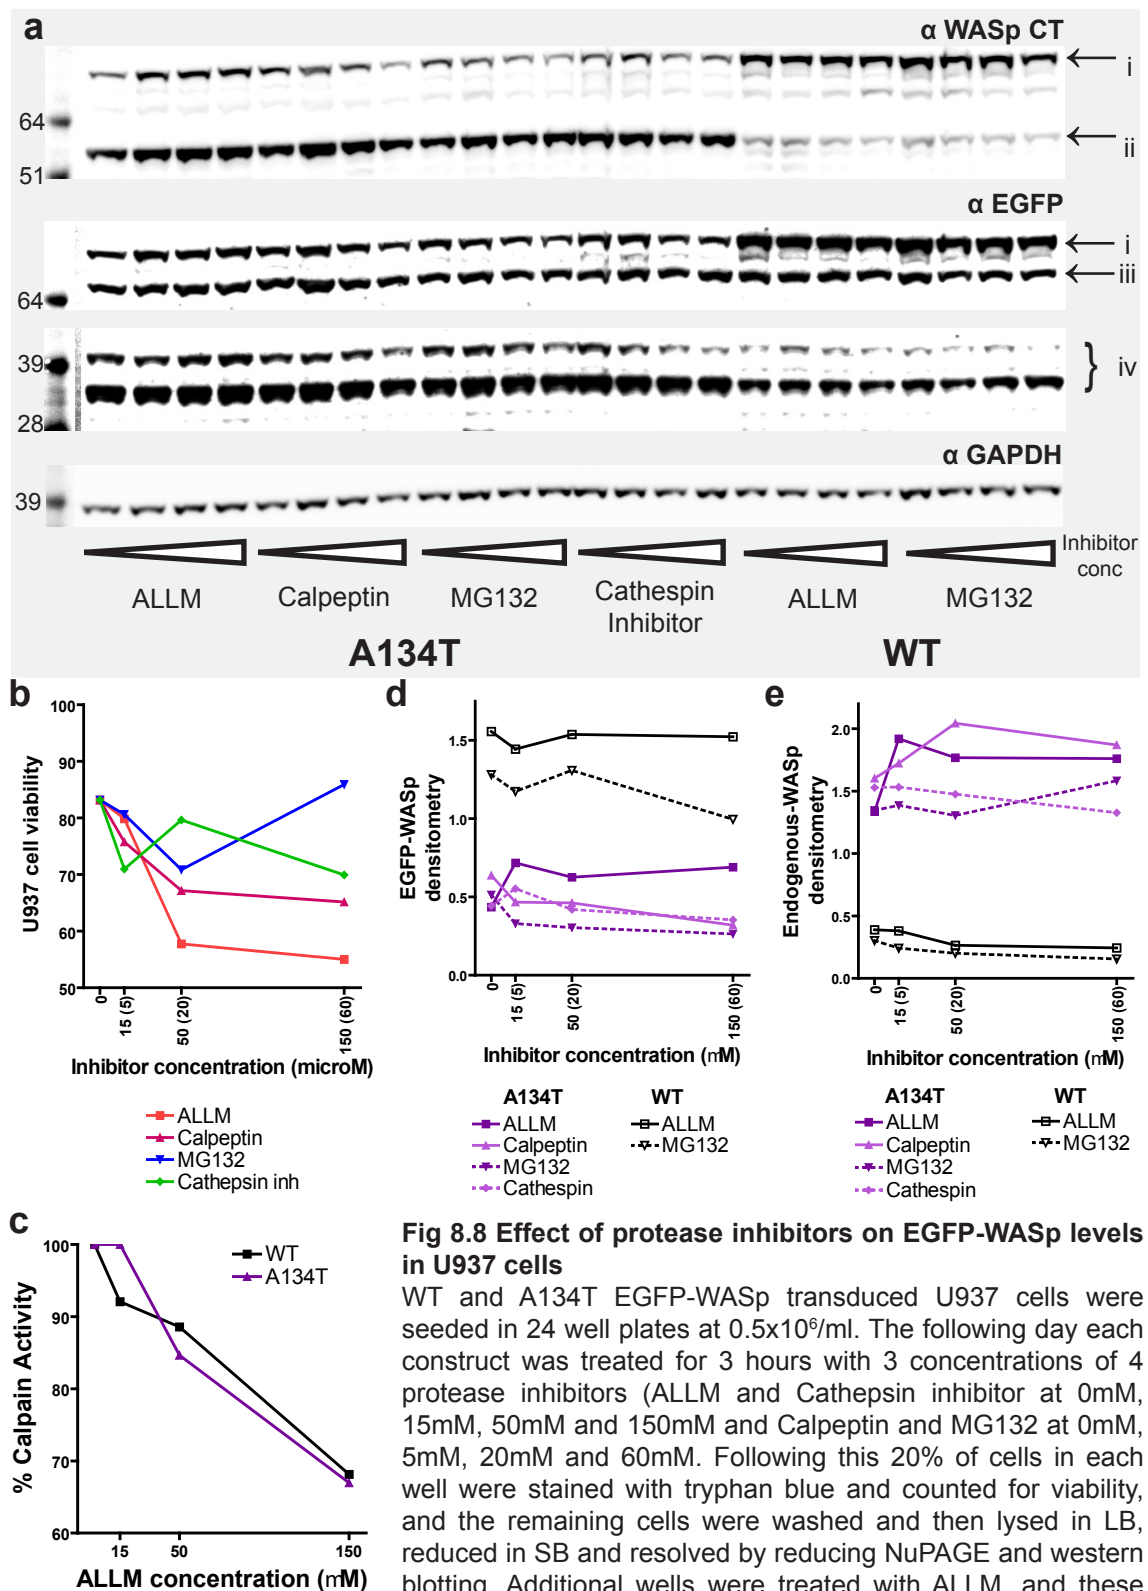 a
α WASp CT
64
51
i
ii
α EGFP
64
i
iii
39
28
iv
α GAPDH
39
Inhibitor
conc
ALLM
Calpeptin
MG132
Cathespin
Inhibitor
ALLM
MG132
A134T
WT
b
100
90
80
70
60
50
U937 cell viability
0
15 (5)
50 (20)
150 (60)
Inhibitor concentration (microM)
ALLM
Calpeptin
MG132
Cathepsin inh
d
1.5
1.0
0.5
0.0
EGFP-WASp
densitometry
0
15 (5)
50 (20)
150 (60)
Inhibitor concentration (mM)
A134T
WT
ALLM
Calpeptin
MG132
Cathespin
ALLM
MG132
e
2.0
1.5
1.0
0.5
0.0
Endogenous-WASp
densitometry
0
15 (5)
50 (20)
150 (60)
Inhibitor concentration (mM)
A134T
WT
ALLM
Calpeptin
MG132
Cathespin
ALLM
MG132
c
100
90
80
70
60
% Calpain Activity
WT
A134T
15
50
150
ALLM concentration (mM)
Fig 8.8 Effect of protease inhibitors on EGFP-WASp levels
in U937 cells
WT and A134T EGFP-WASp transduced U937 cells were
seeded in 24 well plates at 0.5x10⁶/ml. The following day each
construct was treated for 3 hours with 3 concentrations of 4
protease inhibitors (ALLM and Cathepsin inhibitor at 0mM,
15mM, 50mM and 150mM and Calpeptin and MG132 at 0mM,
5mM, 20mM and 60mM. Following this 20% of cells in each
well were stained with tryphan blue and counted for viability,
and the remaining cells were washed and then lysed in LB,
reduced in SB and resolved by reducing NuPAGE and western
blotting. Additional wells were treated with ALLM, and these